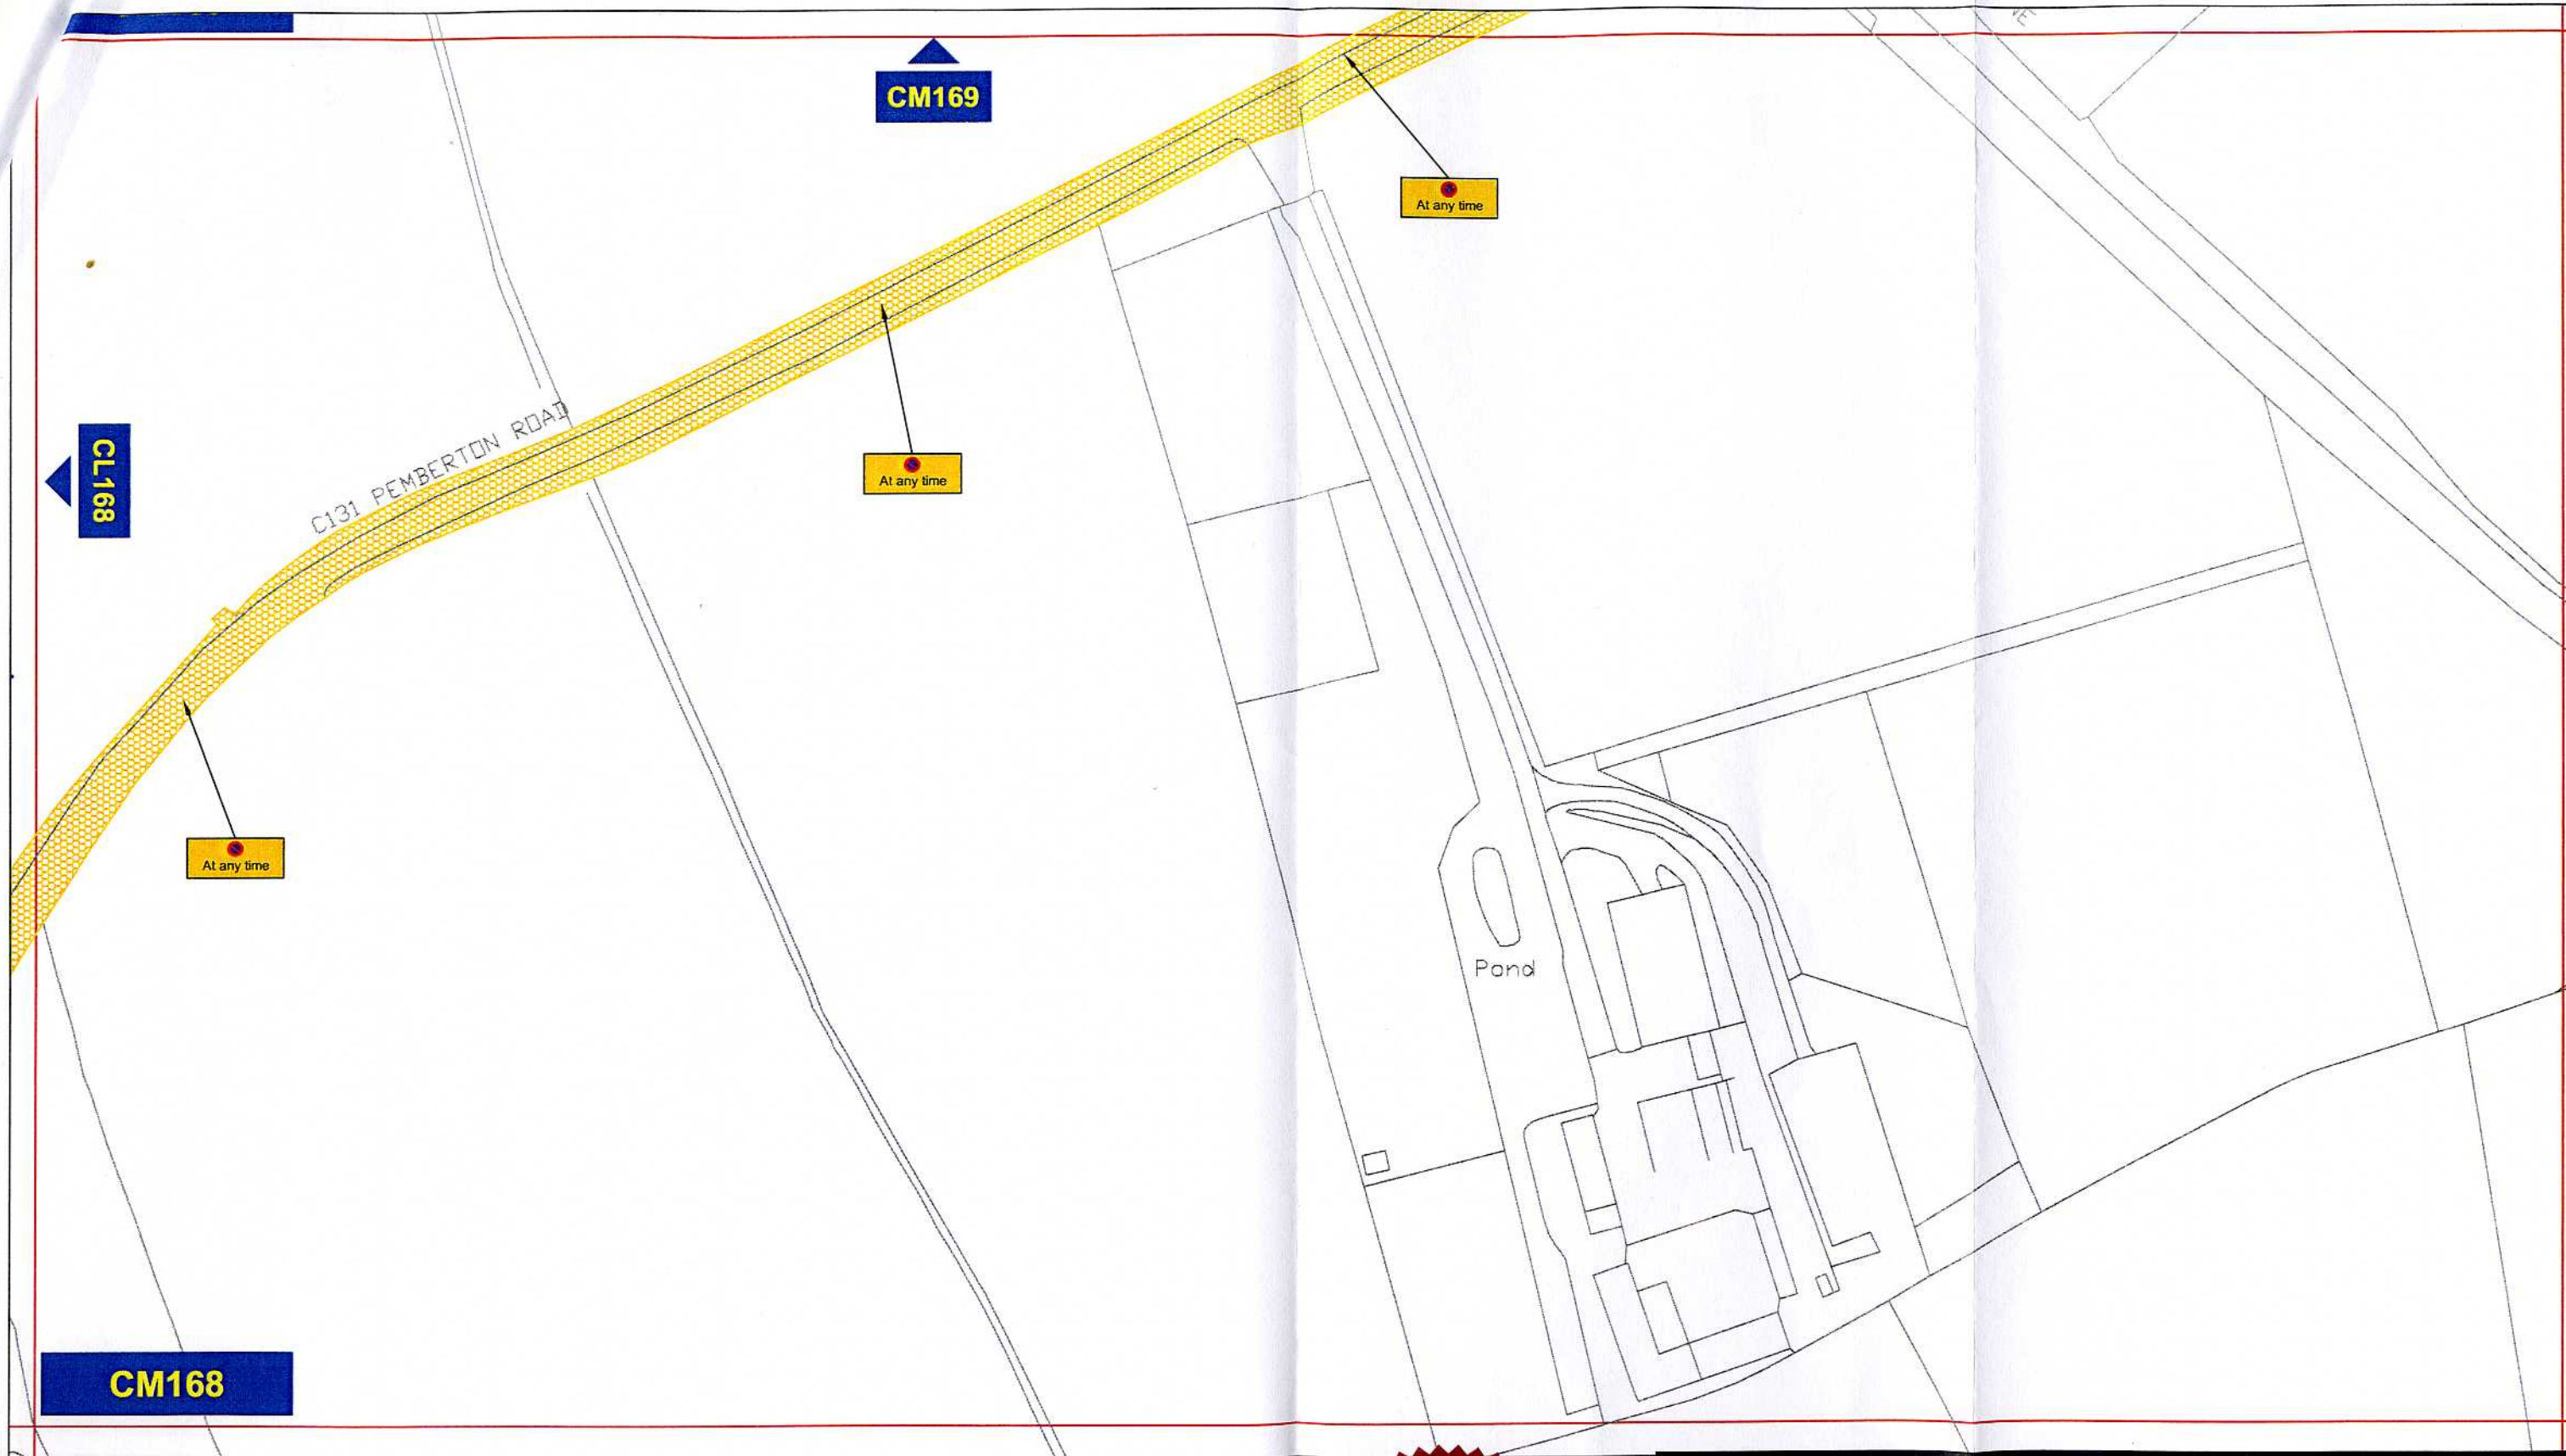 CM169
At any time
C131 PEMBERTON ROAD
CL168
At any time
At any time
Pond
CM168